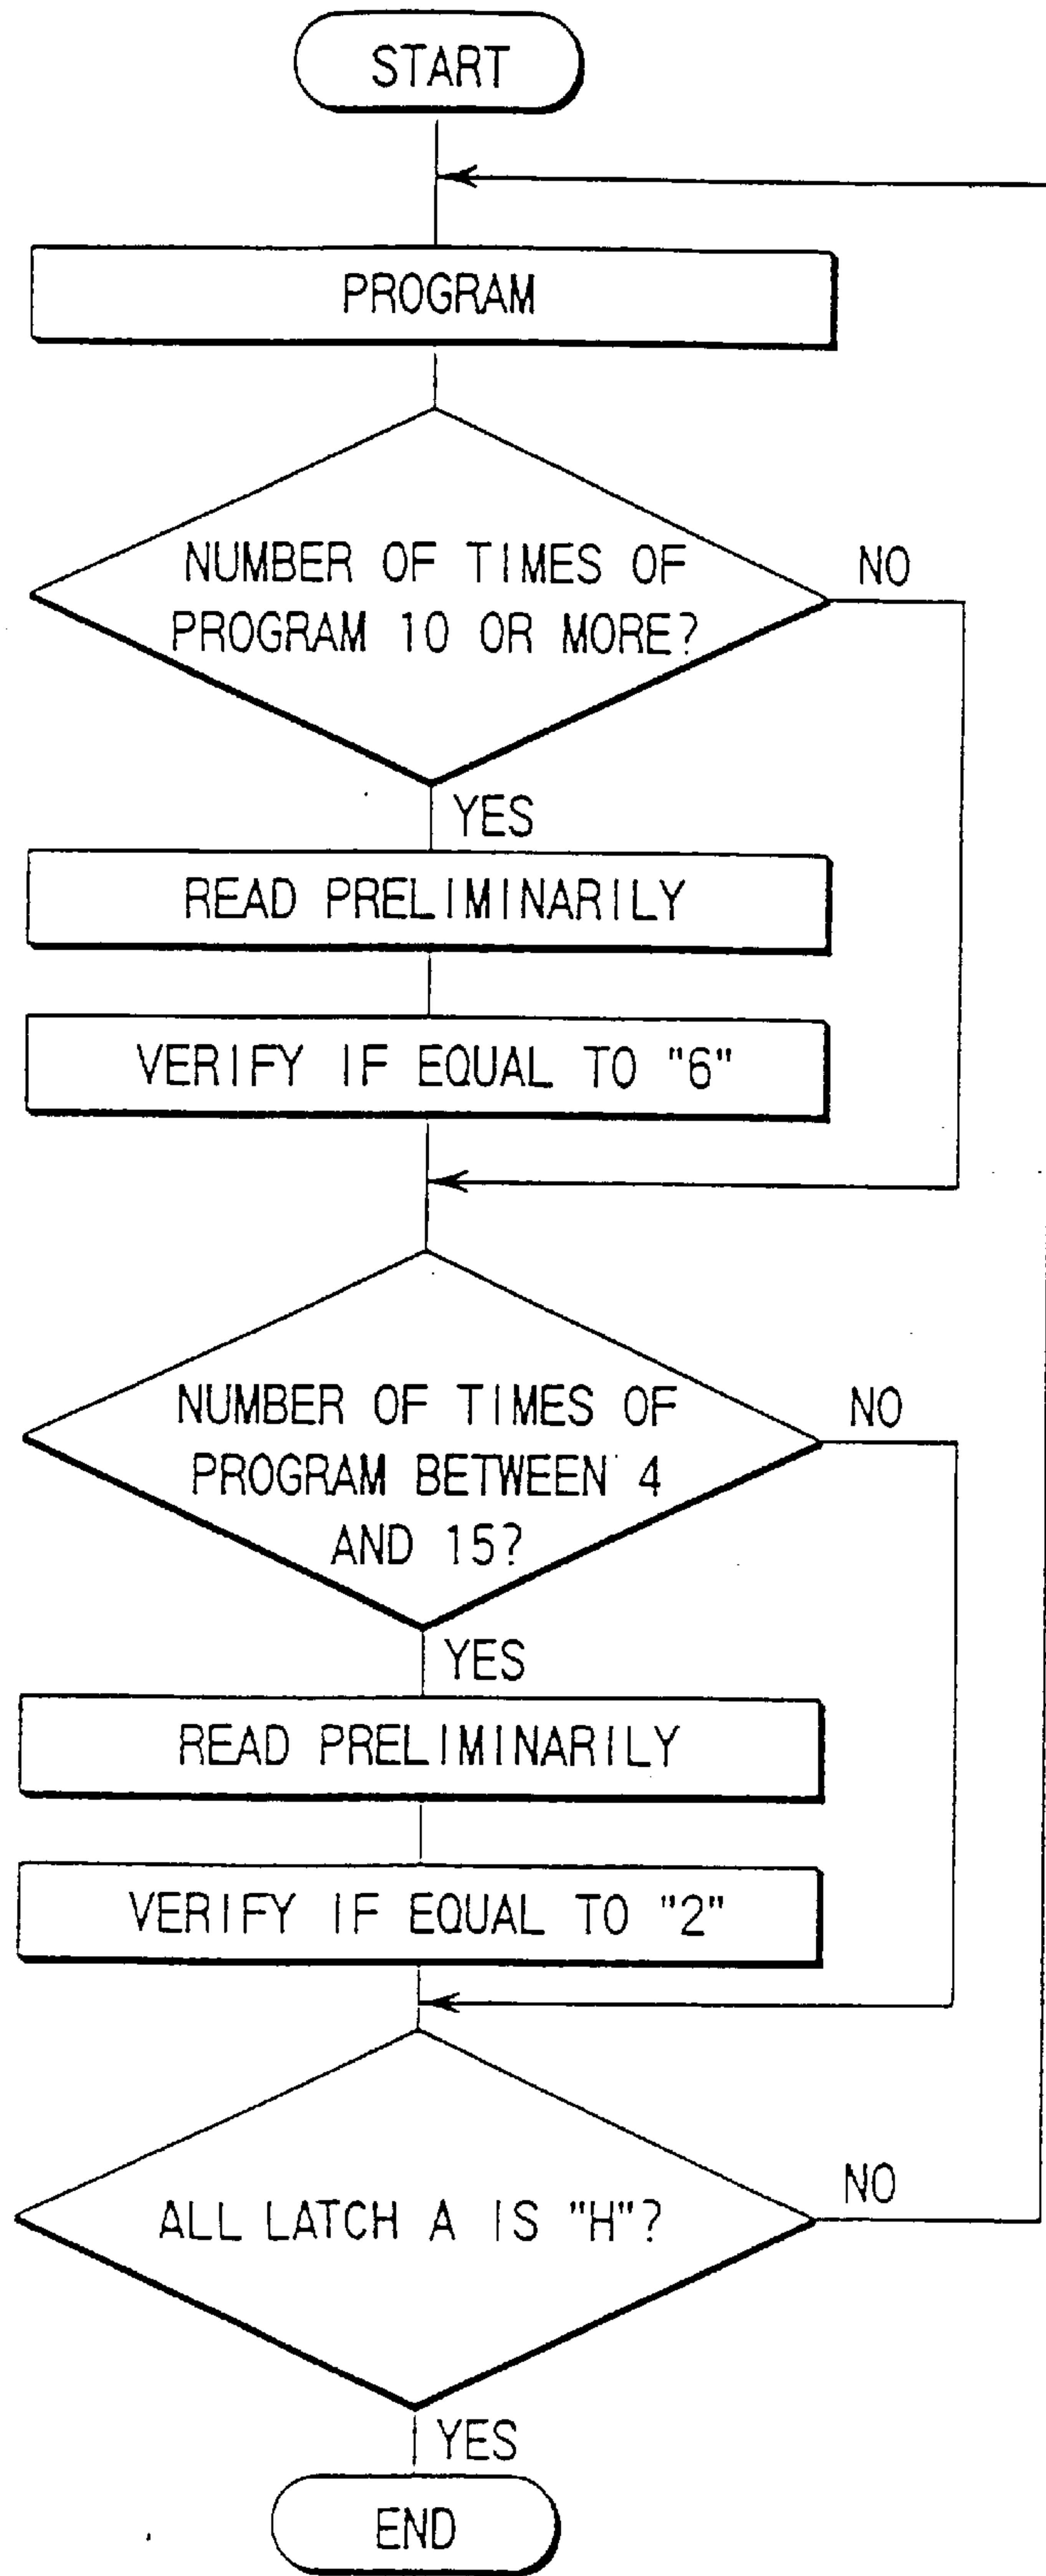 START
PROGRAM
NUMBER OF TIMES OF
PROGRAM 10 OR MORE?
NO
YES
READ PRELIMINARILY
VERIFY IF EQUAL TO "6"
NUMBER OF TIMES OF
PROGRAM BETWEEN 4
AND 15?
NO
YES
READ PRELIMINARILY
VERIFY IF EQUAL TO "2"
ALL LATCH A IS "H"?
NO
YES
END